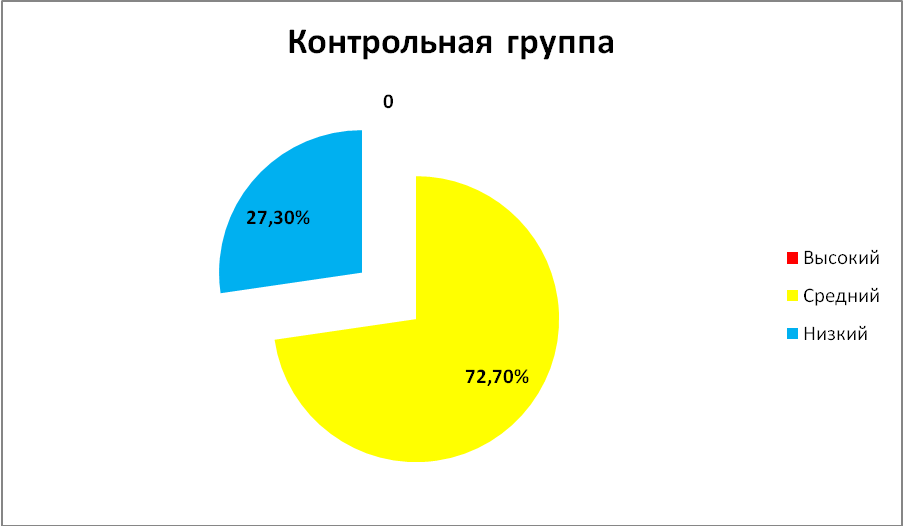 Контрольная группа
0
27,30%
72,70%
Высокий
Средний
Низкий